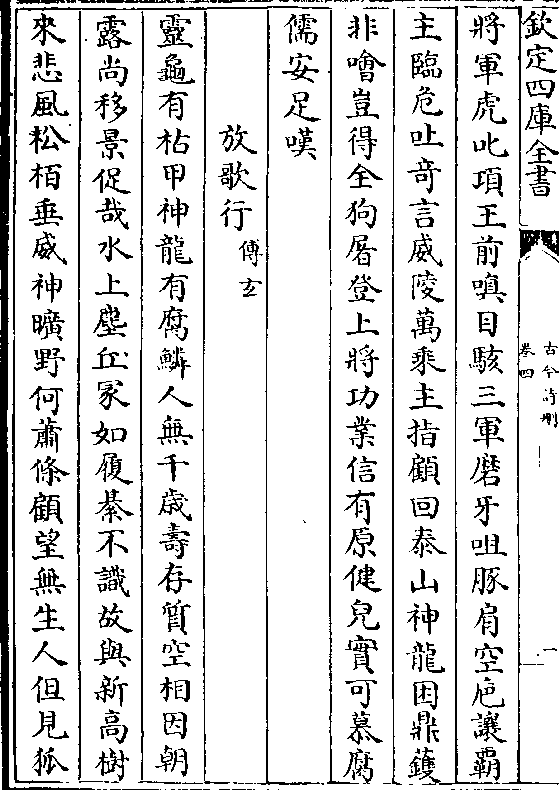 欽定四庫全書
古今詩刪
卷四
一
將軍虎叱項王前嗔目駭三軍磨牙咀豚肩空巵讓覇
主臨危吐竒言威陵萬乘主指顧回泰山神龍困鼎鑊
非噲豈得全狗屠登上將功業信有原健兒實可慕腐
儒安足嘆
放歌行
傅玄
靈龜有枯甲神龍有腐鱗人無千歳壽存質空相因朝
露尚移景促哉水上塵丘冢如履綦不識故與新高樹
來悲風松栢垂威神曠野何蕭條顧望無生人但見狐